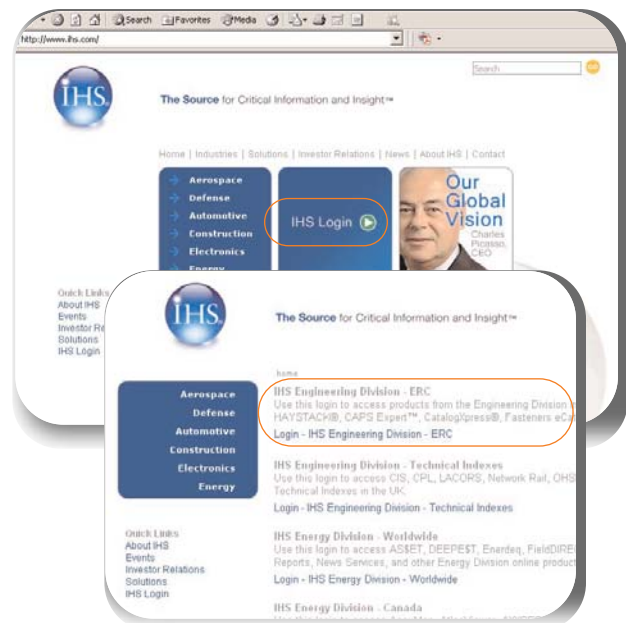 Search Favorites Media
http://www.ihs.com/
Search
IHS
The Source for Critical Information and Insight™
Home | Industries | Solutions | Investor Relations | News | About IHS | Contact
Aerospace
Defense
Automotive
Construction
Electronics
Energy
IHS Login
Our
Global
Vision
Charles
Picasso,
CEO
Quick Links
About IHS
Events
Investor Re
Solutions
IHS Login
IHS
The Source for Critical Information and Insight™
home
Aerospace
Defense
Automotive
Construction
Electronics
Energy
Quick Links
About IHS
Events
Investor Relations
Solutions
IHS Login
IHS Engineering Division - ERC
Use this login to access products from the Engineering Division
HAYSTACK®, CAPS Expert™, CatalogXpress®, Fasteners eCat
Login - IHS Engineering Division - ERC
IHS Engineering Division - Technical Indexes
Use this login to access CIS, CPL, LACORS, Network Rail, OHS
Technical Indexes in the UK.
Login - IHS Engineering Division - Technical Indexes
IHS Energy Division - Worldwide
Use this login to access AS$ET, DEEPE$T, Enerdeq, FieldDIRE
Reports, News Services, and other Energy Division online produc
Login - IHS Energy Division - Worldwide
IHS Energy Division - Canada